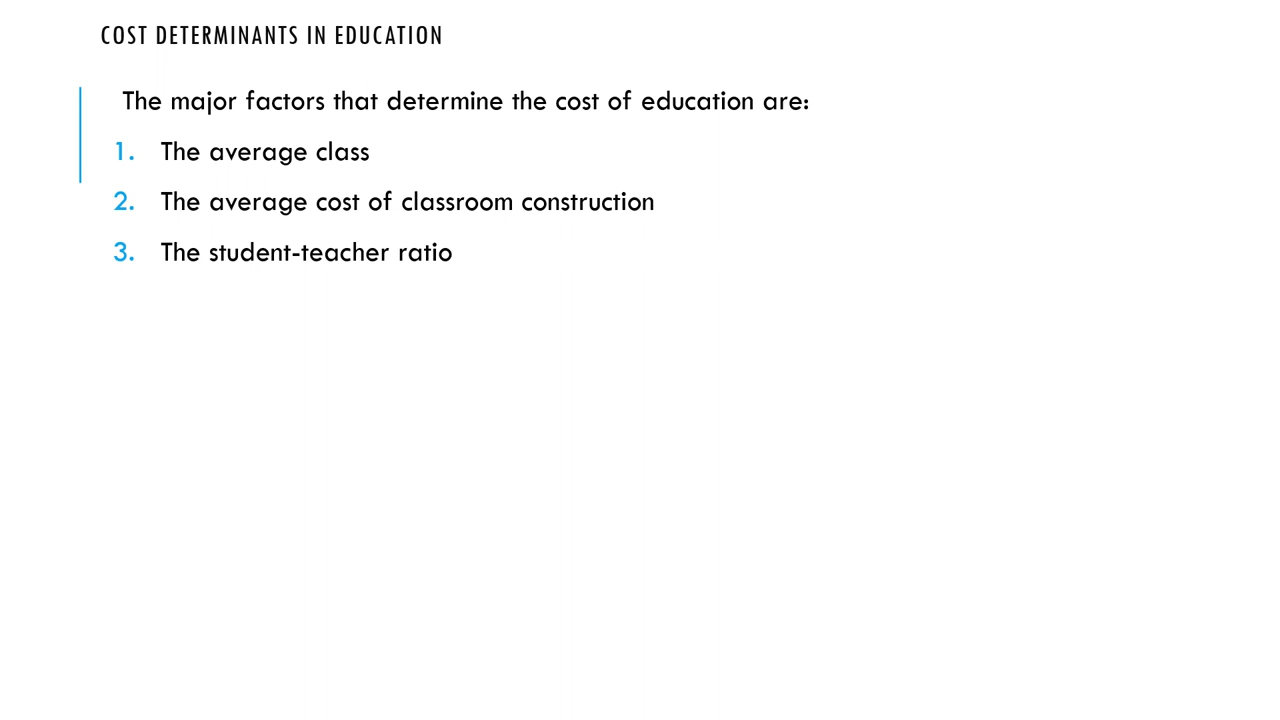 COST DETERMINANTS IN EDUCATION
The major factors that determine the cost of education are:
1. The average class
2. The average cost of classroom construction
3. The student-teacher ratio